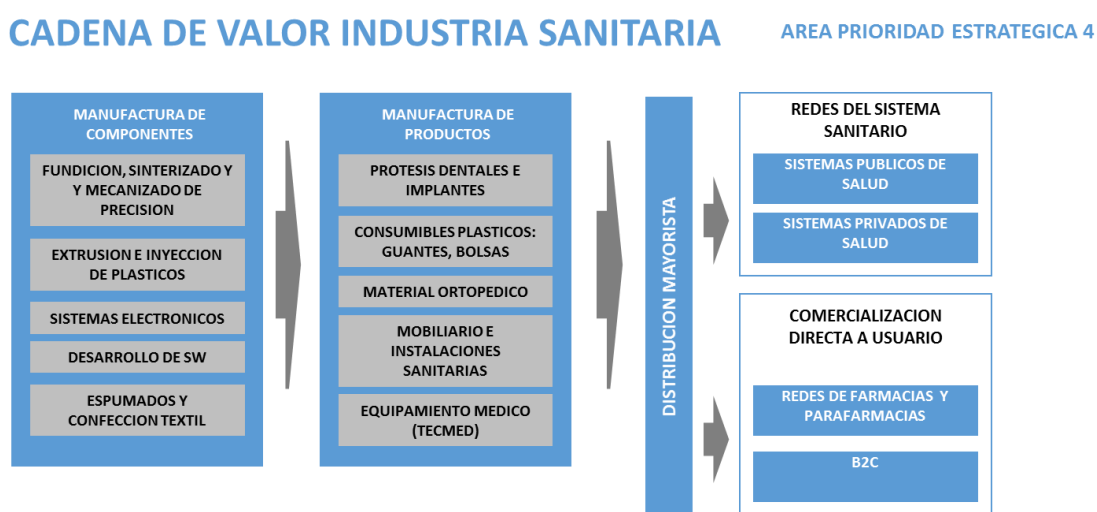 CADENA DE VALOR INDUSTRIA SANITARIA
AREA PRIORIDAD ESTRATEGICA 4
MANUFACTURA DE
COMPONENTES
FUNDICION, SINTERIZADO Y
Y MECANIZADO DE
PRECISION
EXTRUSION E INYECCION
DE PLASTICOS
SISTEMAS ELECTRONICOS
DESARROLLO DE SW
ESPUMADOS Y
CONFECCION TEXTIL
MANUFACTURA DE
PRODUCTOS
PROTESIS DENTALES E
IMPLANTES
CONSUMIBLES PLASTICOS:
GUANTES, BOLSAS
MATERIAL ORTOPEDICO
MOBILIARIO E
INSTALACIONES
SANITARIAS
EQUIPAMIENTO MEDICO
(TECMED)
DISTRIBUCION MAYORISTA
REDES DEL SISTEMA
SANITARIO
SISTEMAS PUBLICOS DE
SALUD
SISTEMAS PRIVADOS DE
SALUD
COMERCIALIZACION
DIRECTA A USUARIO
REDES DE FARMACIAS Y
PARAFARMACIAS
B2C